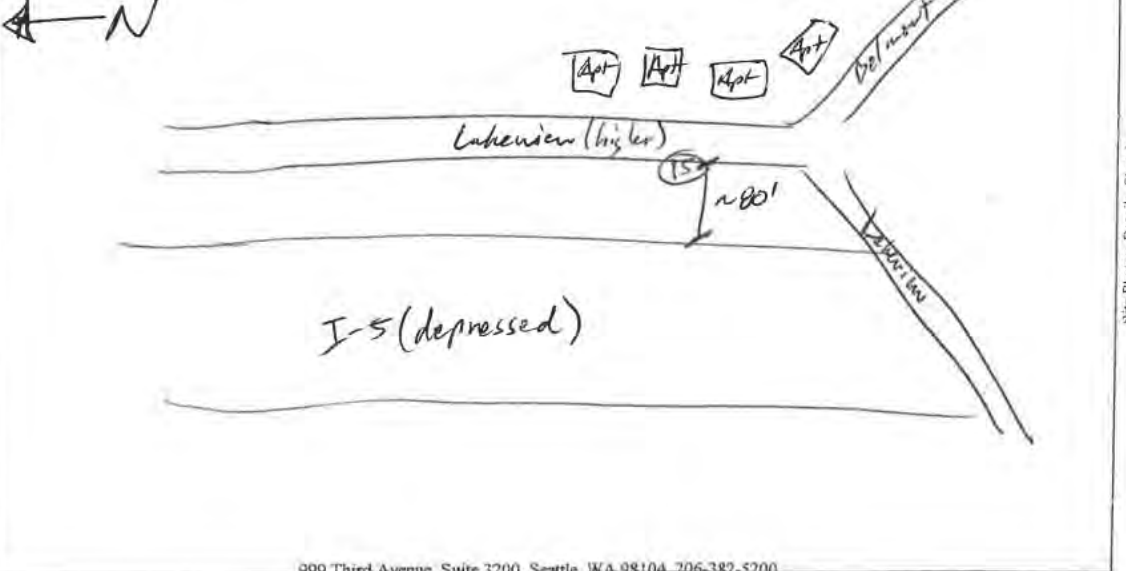 N
Apt
Apt
Apt
Apt
Belmont
Lakeview (higher)
15
~80'
Lakeview
I-5 (depressed)
999 Third Avenue, Suite 3200, Seattle, WA 98104 206-382-5200